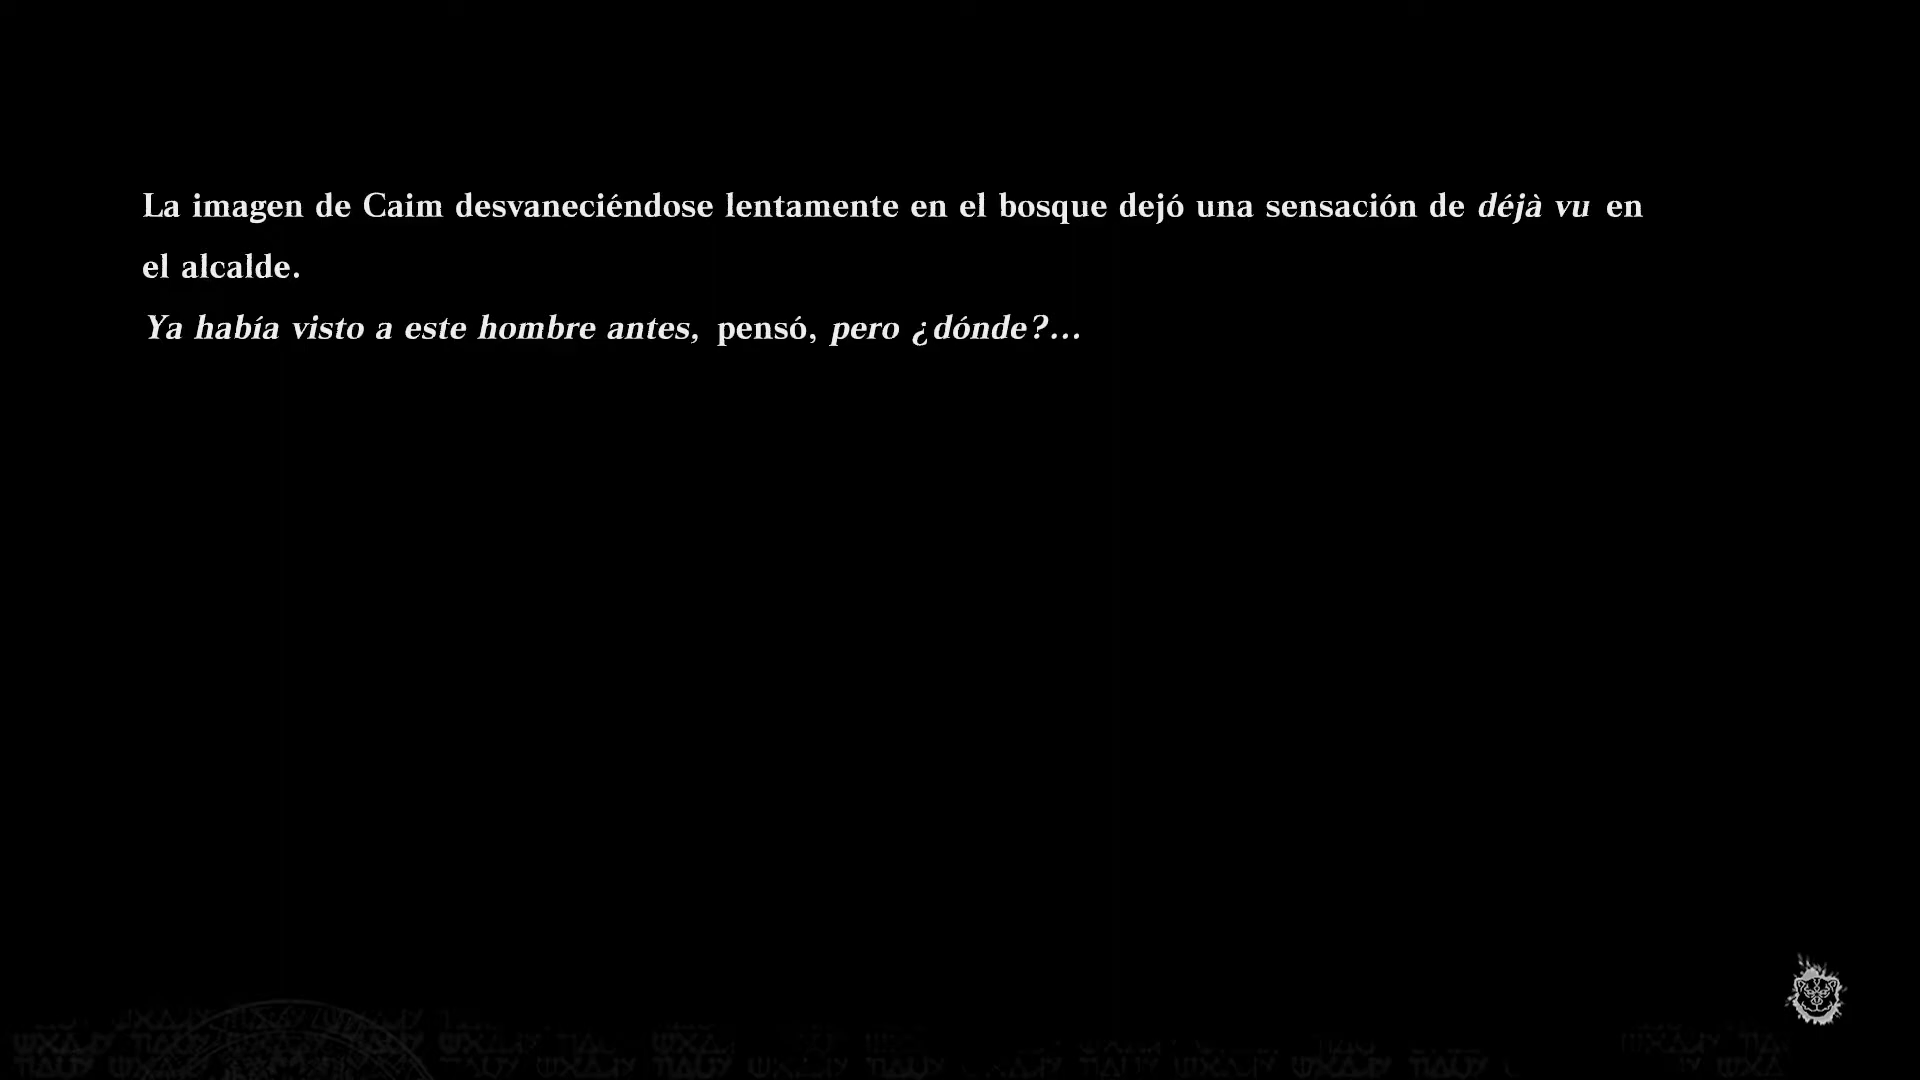 La imagen de Caim desvaneciéndose lentamente en el bosque dejó una sensación de déjà vu en
el alcalde.
Ya había visto a este hombre antes, pensó, pero ¿dónde?...